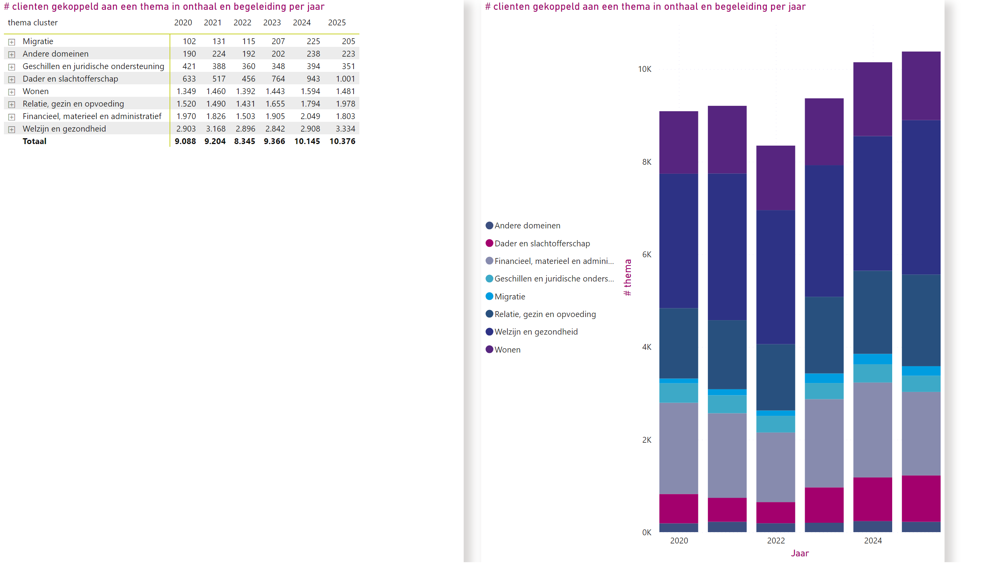 # clienten gekoppeld aan een thema in onthaal en begeleiding per jaar
thema cluster 2020 2021 2022 2023 2024 2025
Migratie 102 131 115 207 225 205
Andere domeinen 190 224 192 202 238 223
Geschillen en juridische ondersteuning 421 388 360 348 394 351
Dader en slachtofferschap 633 517 456 764 943 1.001
Wonen 1.349 1.460 1.392 1.443 1.594 1.481
Relatie, gezin en opvoeding 1.520 1.490 1.431 1.655 1.794 1.978
Financieel, materieel en administratief 1.970 1.826 1.503 1.905 2.049 1.803
Welzijn en gezondheid 2.903 3.168 2.896 2.842 2.908 3.334
Totaal 9.088 9.204 8.345 9.366 10.145 10.376
# clienten gekoppeld aan een thema in onthaal en begeleiding per jaar
Andere domeinen
Dader en slachtofferschap
Financieel, materieel en admini...
Geschillen en juridische onders...
Migratie
Relatie, gezin en opvoeding
Welzijn en gezondheid
Wonen
# thema
10K
8K
6K
4K
2K
0K
2020 2022 2024
Jaar